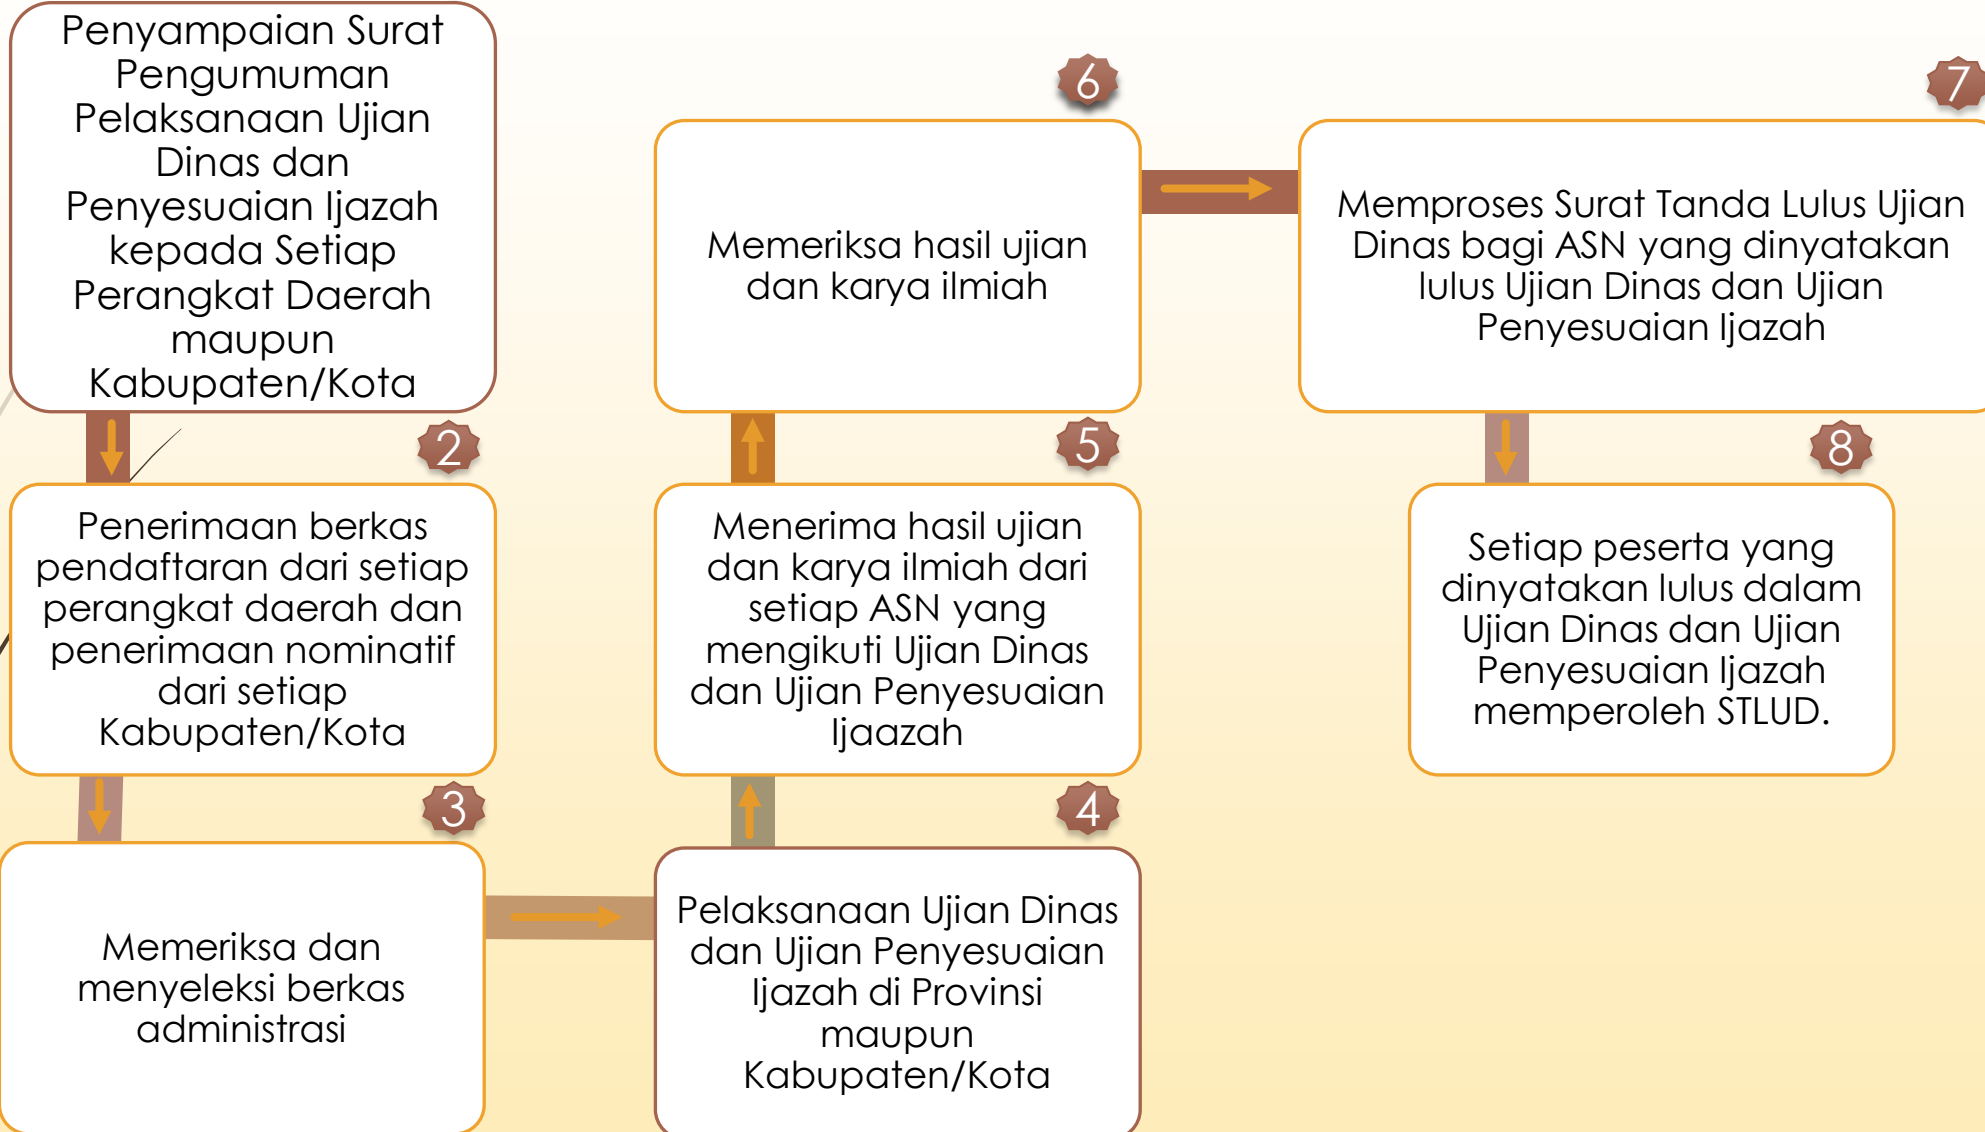 Penyampaian Surat
Pengumuman
Pelaksanaan Ujian
Dinas dan
Penyesuaian Ijazah
kepada Setiap
Perangkat Daerah
maupun
Kabupaten/Kota
2
Penerimaan berkas
pendaftaran dari setiap
perangkat daerah dan
penerimaan nominatif
dari setiap
Kabupaten/Kota
3
Memeriksa dan
menyeleksi berkas
administrasi
4
Pelaksanaan Ujian Dinas
dan Ujian Penyesuaian
Ijazah di Provinsi
maupun
Kabupaten/Kota
5
Menerima hasil ujian
dan karya ilmiah dari
setiap ASN yang
mengikuti Ujian Dinas
dan Ujian Penyesuaian
Ijaazah
6
Memeriksa hasil ujian
dan karya ilmiah
7
Memproses Surat Tanda Lulus Ujian
Dinas bagi ASN yang dinyatakan
lulus Ujian Dinas dan Ujian
Penyesuaian Ijazah
8
Setiap peserta yang
dinyatakan lulus dalam
Ujian Dinas dan Ujian
Penyesuaian Ijazah
memperoleh STLUD.